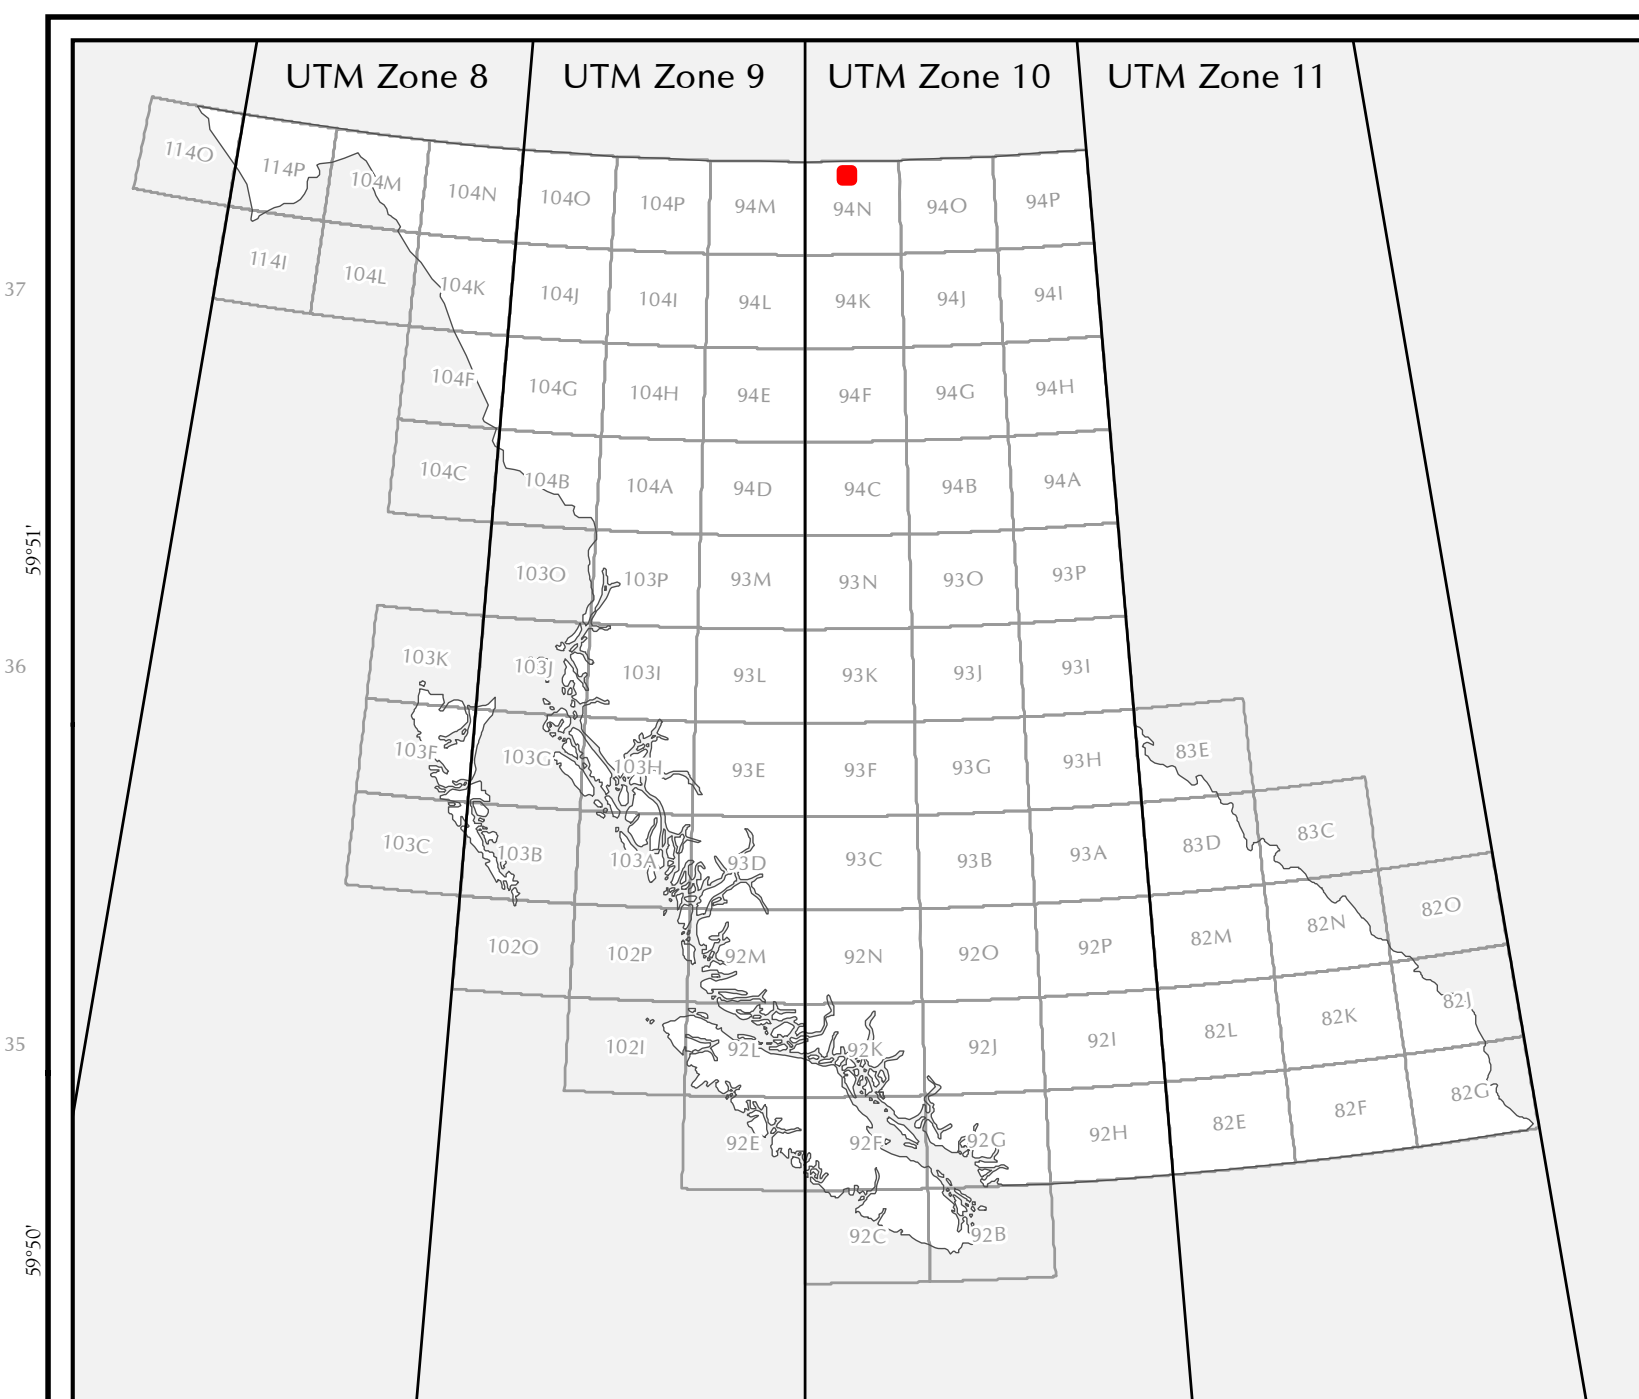 UTM Zone 8 UTM Zone 9 UTM Zone 10 UTM Zone 11
114O 114P 104M 104N 104O 104P 94M 94N 94O 94P
114I 104L 104K 104J 104I 94L 94K 94J 94I
37
104F 104G 104H 94E 94F 94G 94H
104C 104B 104A 94D 94C 94B 94A
59°51'
103O 103P 93M 93N 93O 93P
103K 103J 103I 93L 93K 93J 93I
36
103F 103G 103H 93E 93F 93G 93H 83E
103C 103B 103A 93D 93C 93B 93A 83D 83C
102O 102P 92M 92N 92O 92P 82M 82N 82O
102I 92L 92K 92J 92I 82L 82K 82J
35
92E 92F 92G 92H 82E 82F 82G
92C 92B
59°50'